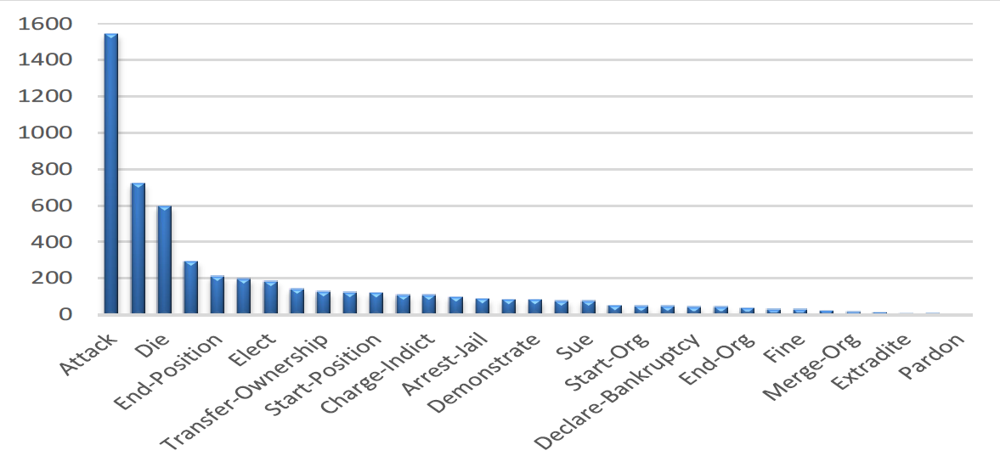 1600
1400
1200
1000
800
600
400
200
0
Attack
Die
End-Position
Elect
Transfer-Ownership
Start-Position
Charge-Indict
Arrest-Jail
Demonstrate
Sue
Start-Org
Declare-Bankruptcy
End-Org
Fine
Merge-Org
Extradite
Pardon